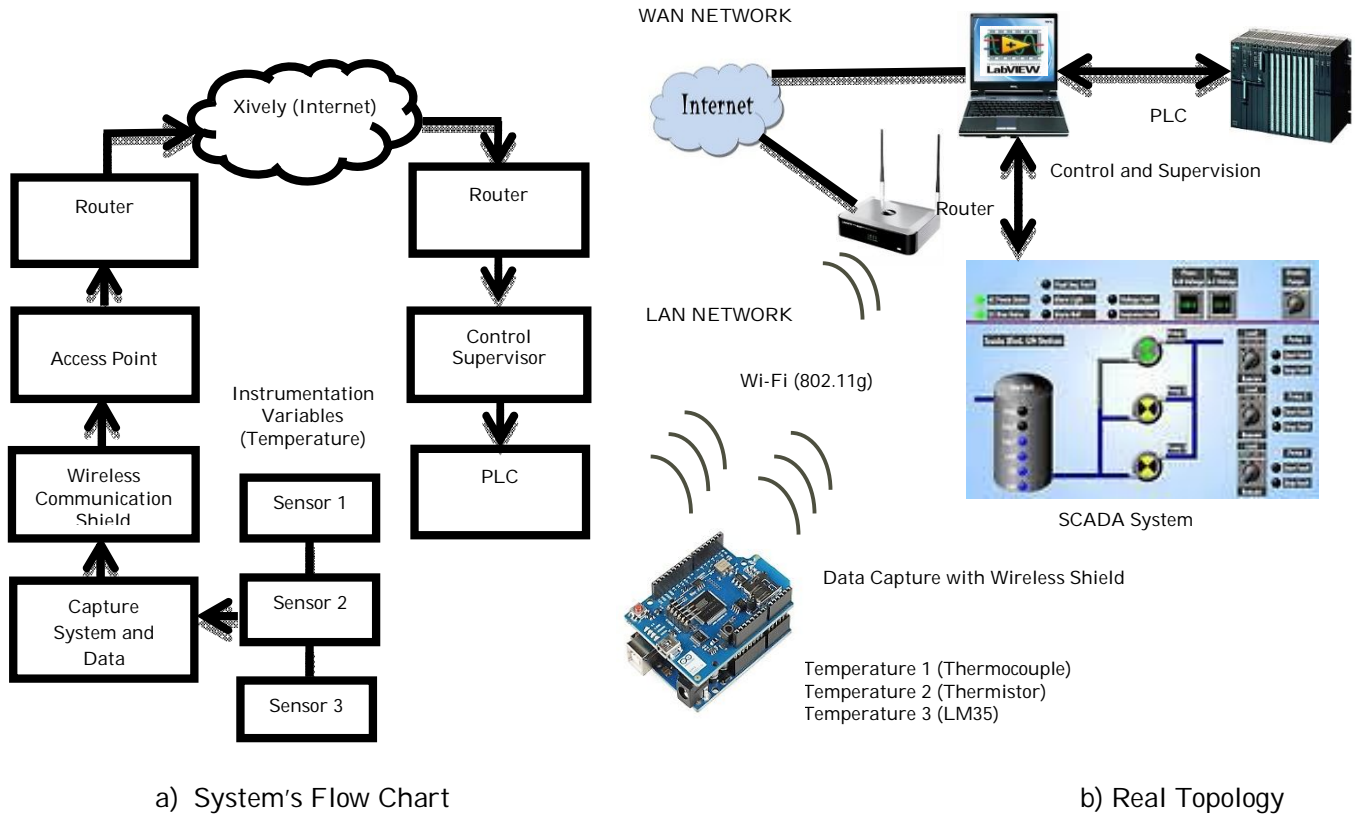 Xively (Internet)
Router
Router
Access Point
Control
Supervisor
Instrumentation
Variables
(Temperature)
Wireless
Communication
Shield
PLC
Sensor 1
Capture
System and
Data
Sensor 2
Sensor 3
a) System's Flow Chart
WAN NETWORK
Internet
LabVIEW
PLC
Control and Supervision
Router
LAN NETWORK
Wi-Fi (802.11g)
SCADA System
Data Capture with Wireless Shield
Temperature 1 (Thermocouple)
Temperature 2 (Thermistor)
Temperature 3 (LM35)
b) Real Topology